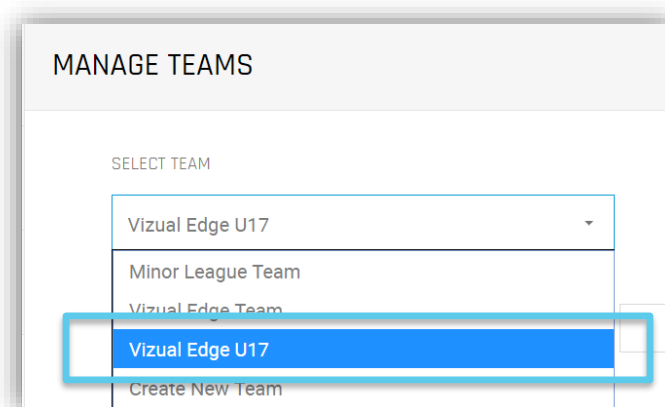 MANAGE TEAMS
SELECT TEAM
Vizual Edge U17
Minor League Team
Vizual Edge Team
Vizual Edge U17
Create New Team